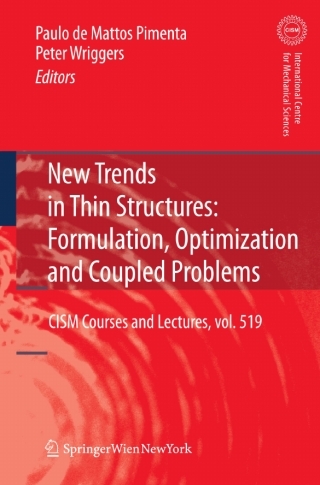 Paulo de Mattos Pimenta
Peter Wriggers
Editors
CISM
International Centre
for Mechanical Sciences
New Trends
in Thin Structures:
Formulation, Optimization
and Coupled Problems
CISM Courses and Lectures, vol. 519
SpringerWienNewYork